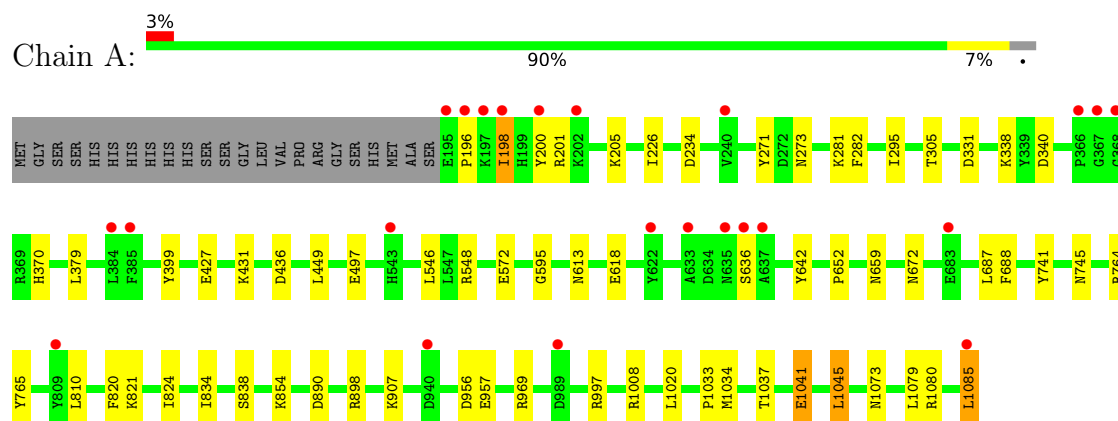 3%
Chain A:
90% 7% •
MET GLY SER SER HIS HIS HIS HIS HIS HIS SER SER GLY LEU VAL PRO ARG GLY SER HIS MET ALA SER E195 P196 K197 I198 H199 Y200 R201 K202 K205 I226 D234 V240 Y271 D272 N273 K281 F282 I295 T305 D331 K338 Y339 D340 P366 G367 G368
R369 H370 L379 L384 F385 Y399 E427 K431 D436 L449 E497 H543 L546 L547 R548 E572 G595 N613 E618 Y622 A633 D634 N635 S636 A637 Y642 P652 N659 N672 E683 L687 F688 Y741 N745 R764
Y765 Y809 L810 F820 K821 I824 I834 S838 K854 D890 R898 K907 D940 D956 E957 R969 D989 R997 R1008 L1020 P1033 M1034 T1037 E1041 L1045 N1073 L1079 R1080 L1085